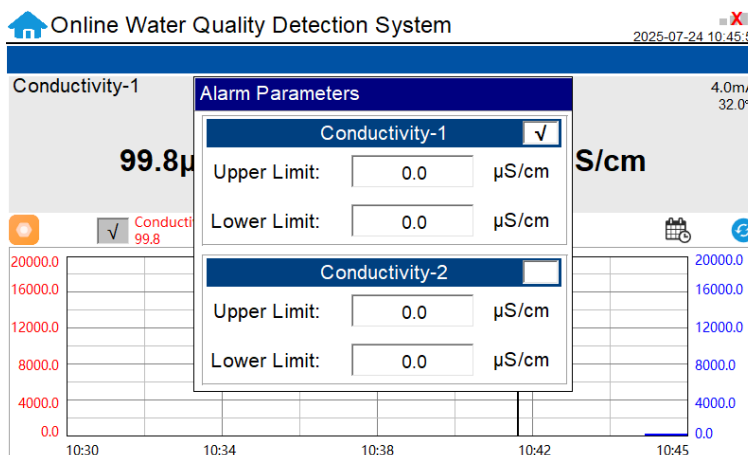 Online Water Quality Detection System
X
2025-07-24 10:45:5
Conductivity-1
4.0mA
32.0°
99.8μ
S/cm
Alarm Parameters
Conductivity-1 √
Upper Limit: 0.0 μS/cm
Lower Limit: 0.0 μS/cm
Conductivity-2
Upper Limit: 0.0 μS/cm
Lower Limit: 0.0 μS/cm
√ Conducti
99.8
20000.0 20000.0
16000.0 16000.0
12000.0 12000.0
8000.0 8000.0
4000.0 4000.0
0.0 0.0
10:30 10:34 10:38 10:42 10:45